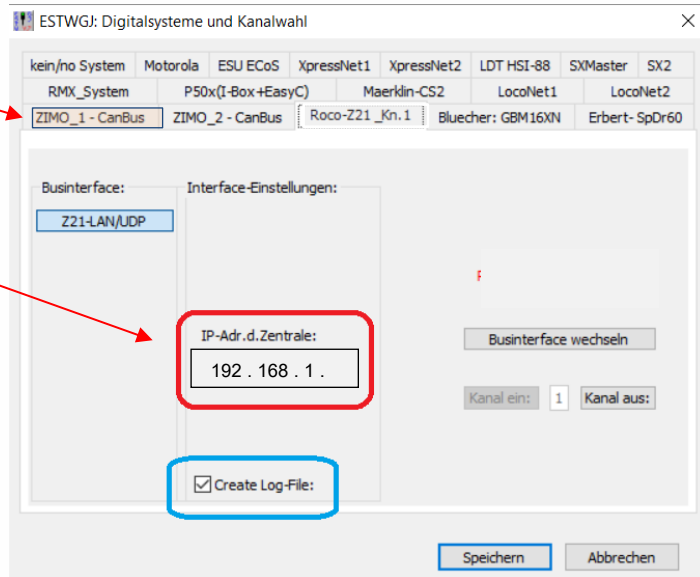 ESTWGJ: Digitalsysteme und Kanalwahl
kein/no System Motorola ESU ECoS XpressNet1 XpressNet2 LDT HSI-88 SXMaster SX2
RMX_System P50x(I-Box+EasyC) Maerklin-CS2 LocoNet1 LocoNet2
ZIMO_1 - CanBus ZIMO_2 - CanBus Roco-Z21_Kn.1 Bluecher: GBM16XN Erbert- SpDr60
Businterface: Interface-Einstellungen:
Z21-LAN/UDP
IP-Adr.d.Zentrale:
Businterface wechseln
192 . 168 . 1 .
Kanal ein: 1 Kanal aus:
Create Log-File:
Speichern Abbrechen